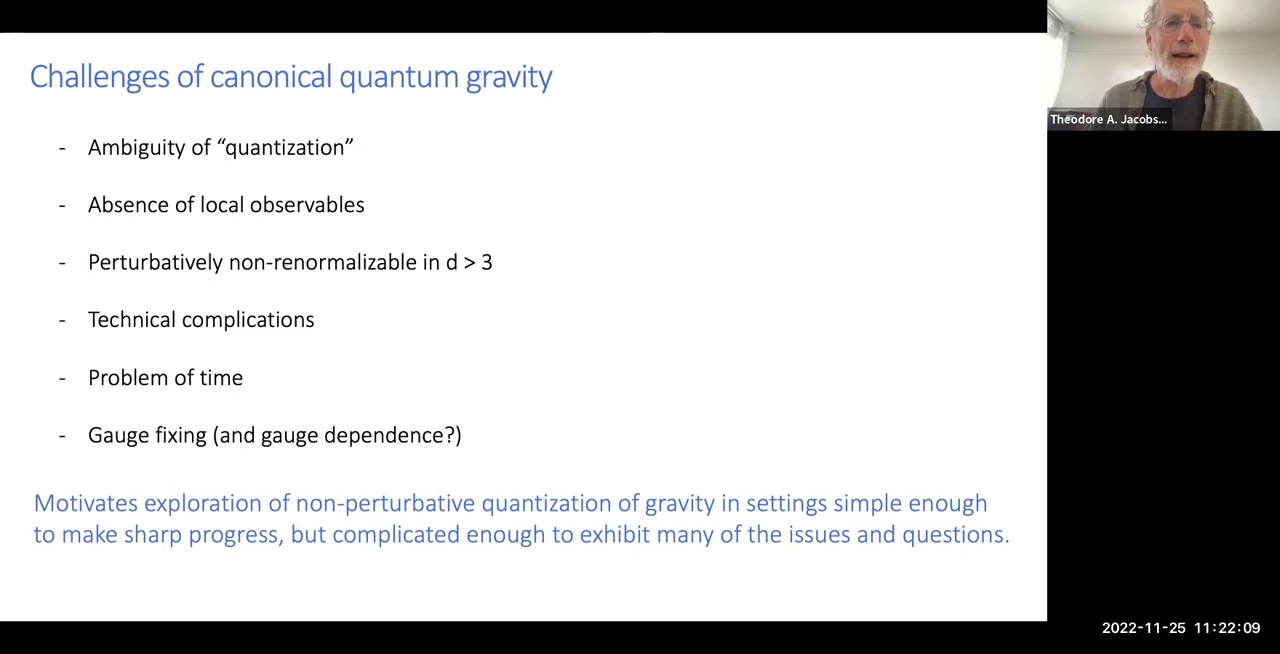 Challenges of canonical quantum gravity
- Ambiguity of “quantization”
- Absence of local observables
- Perturbatively non-renormalizable in d > 3
- Technical complications
- Problem of time
- Gauge fixing (and gauge dependence?)
Motivates exploration of non-perturbative quantization of gravity in settings simple enough
to make sharp progress, but complicated enough to exhibit many of the issues and questions.
Theodore A. Jacobs...
2022-11-25 11:22:09